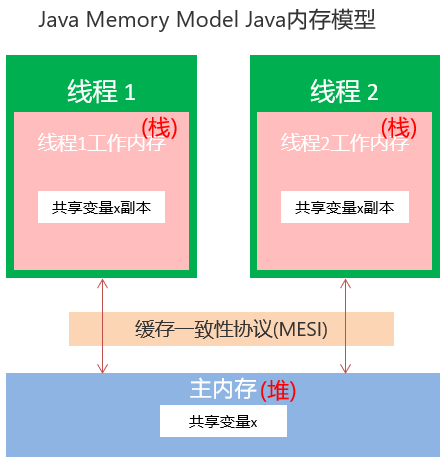 Java Memory Model Java内存模型
线程 1
线程 2
(栈)
(栈)
线程1工作内存
线程2工作内存
共享变量x副本
共享变量x副本
缓存一致性协议(MESI)
主内存(堆)
共享变量x